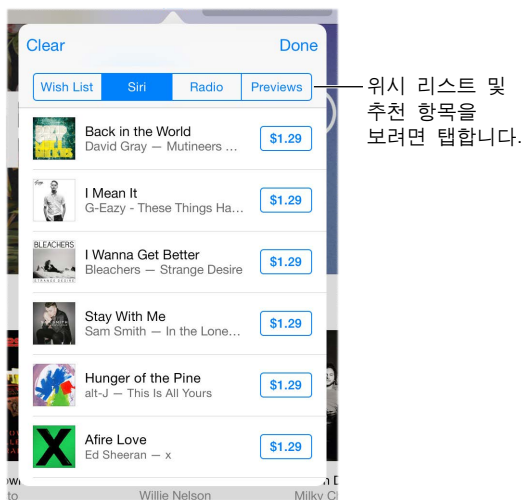 Clear Done
Wish List Siri Radio Previews
위시 리스트 및
추천 항목을
보려면 탭합니다.
Back in the World
David Gray — Mutineers ...
$1.29
I Mean It
G-Eazy - These Things Ha...
$1.29
BLEACHERS
STRANGE DESIRE
I Wanna Get Better
Bleachers — Strange Desire
$1.29
Stay With Me
Sam Smith — In the Lone...
$1.29
Hunger of the Pine
alt-J — This Is All Yours
$1.29
Afire Love
Ed Sheeran — x
$1.29
to Willie Nelson Milky C